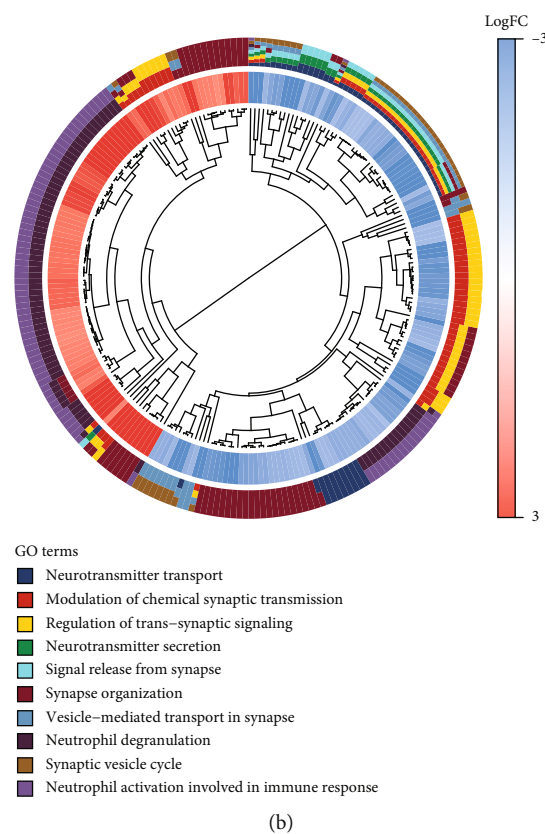 LogFC
−3
3
GO terms
Neurotransmitter transport
Modulation of chemical synaptic transmission
Regulation of trans−synaptic signaling
Neurotransmitter secretion
Signal release from synapse
Synapse organization
Vesicle−mediated transport in synapse
Neutrophil degranulation
Synaptic vesicle cycle
Neutrophil activation involved in immune response
(b)